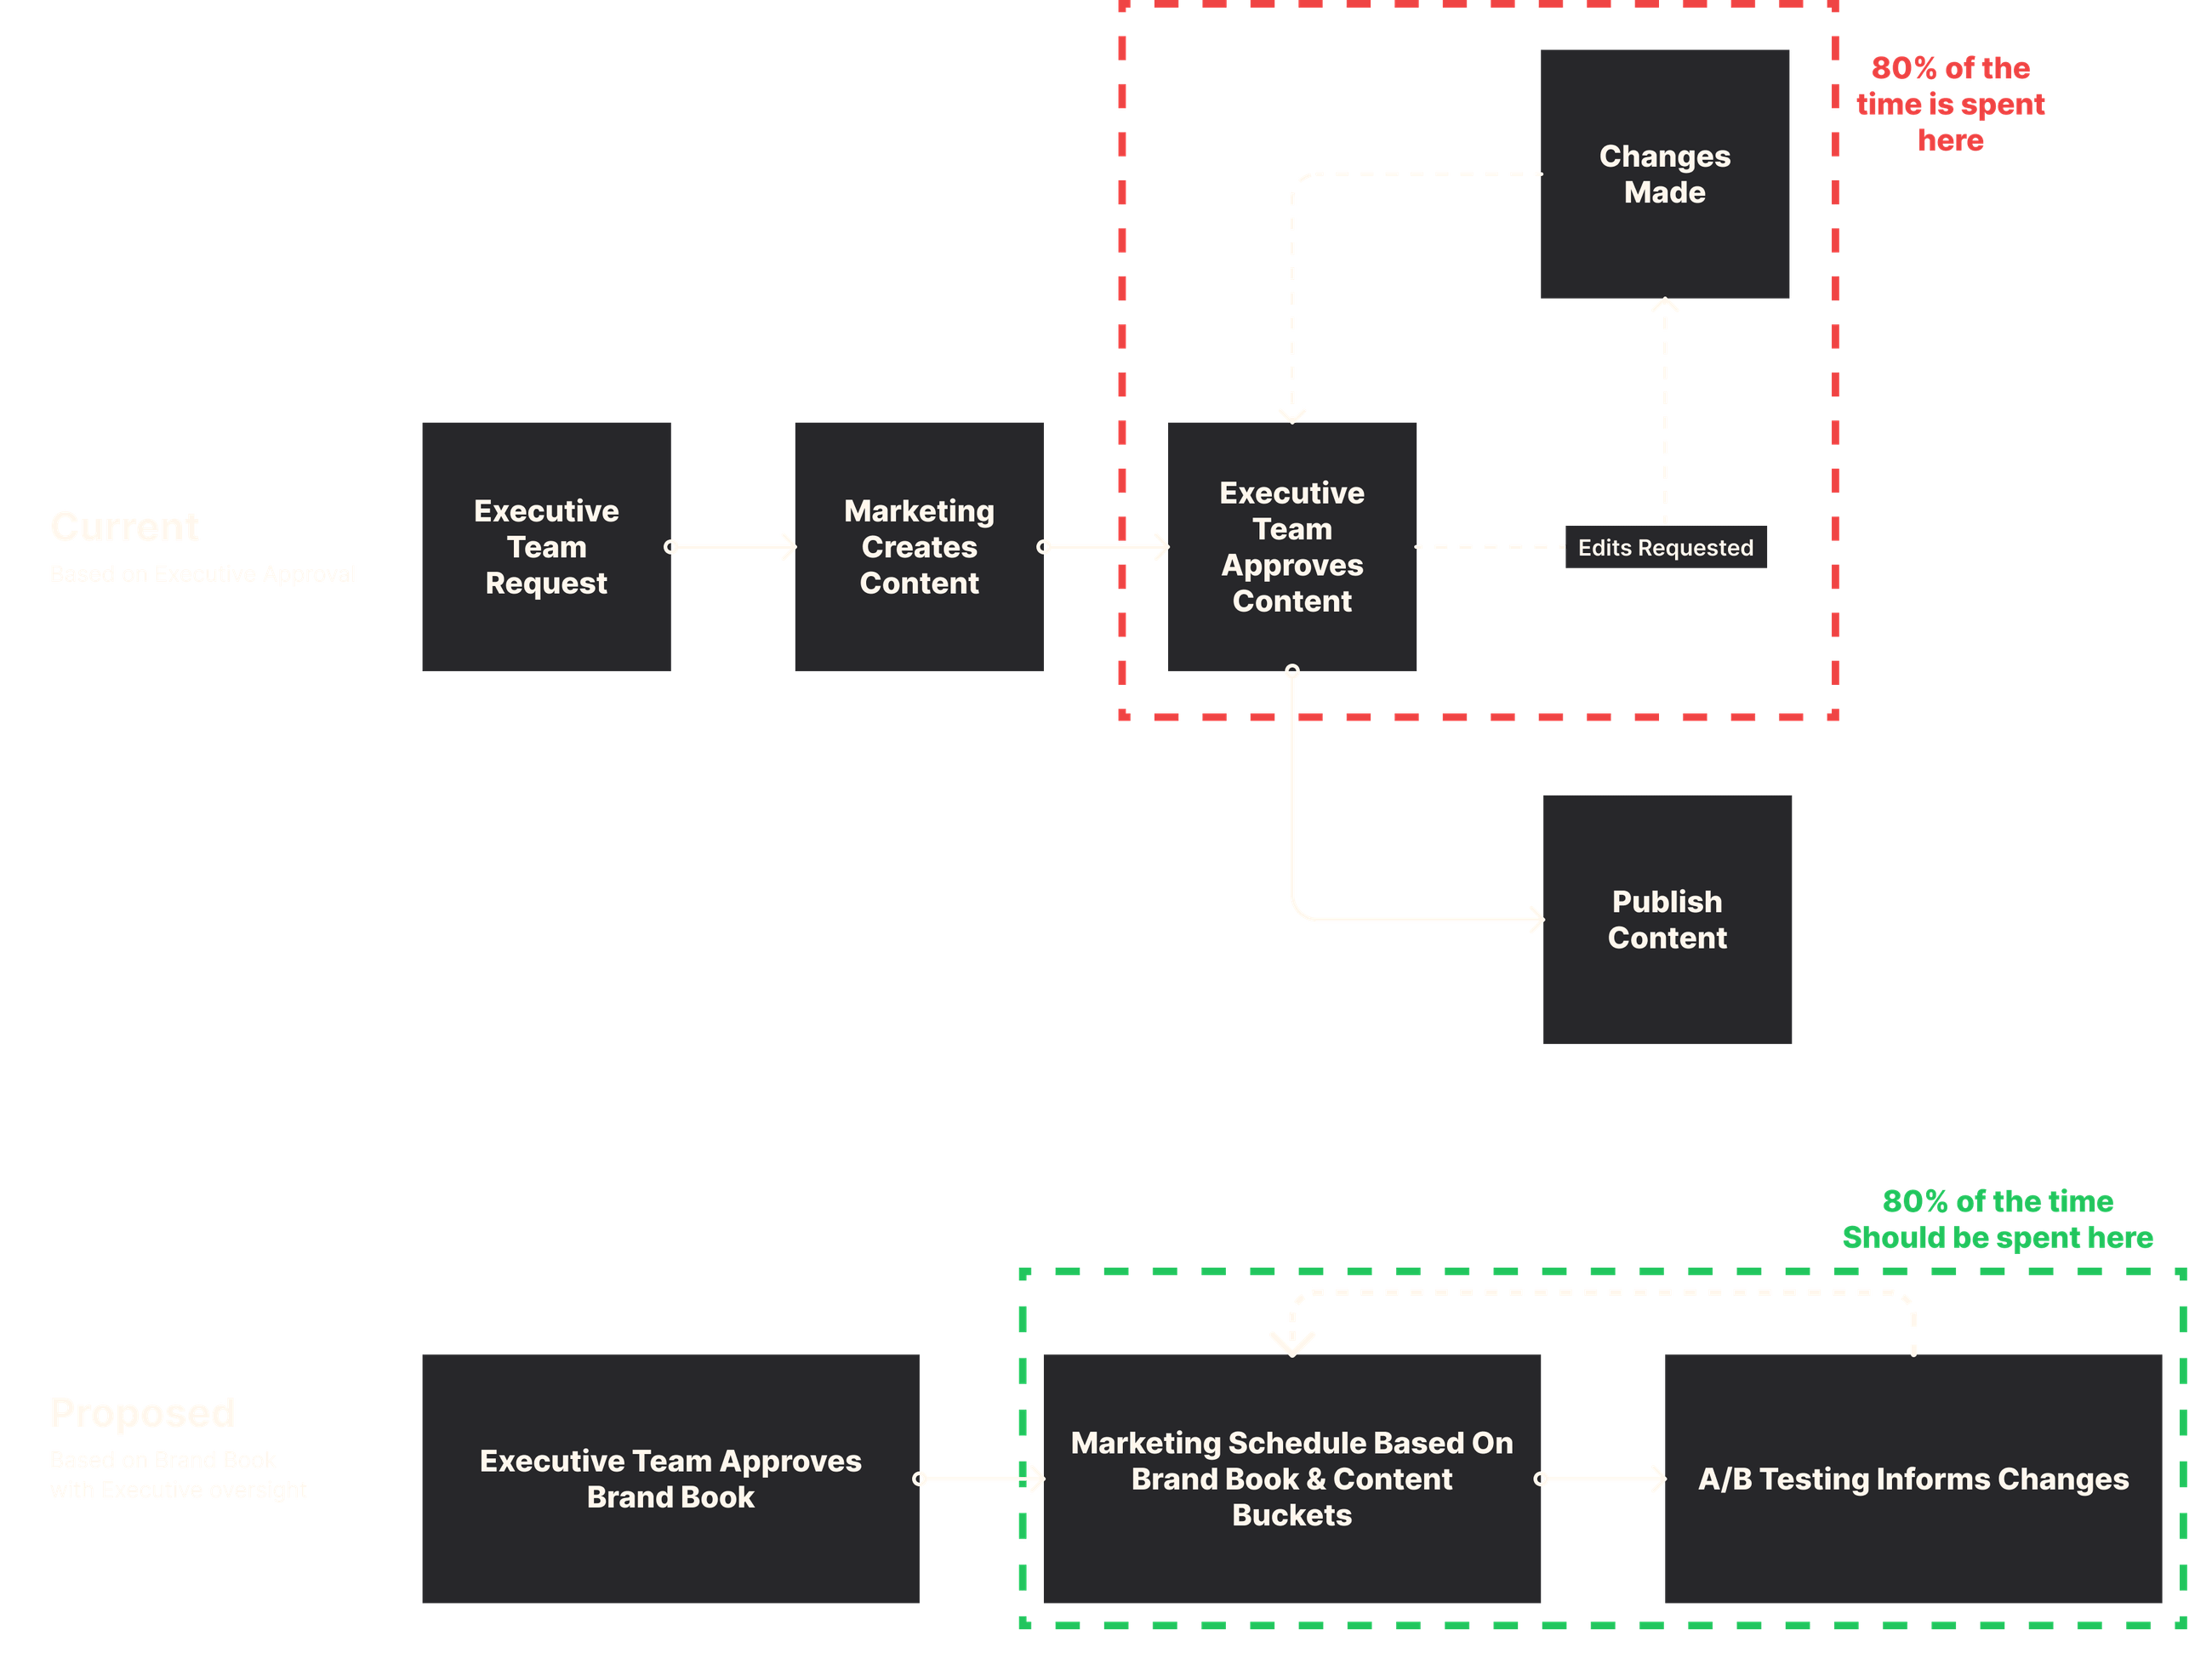 80% of the
time is spent
here
Changes
Made
Current
Based on Executive Approval
Executive
Team
Request
Marketing
Creates
Content
Executive
Team
Approves
Content
Edits Requested
Publish
Content
80% of the time
Should be spent here
Proposed
Based on Brand Book
with Executive oversight
Executive Team Approves
Brand Book
Marketing Schedule Based On
Brand Book & Content
Buckets
A/B Testing Informs Changes